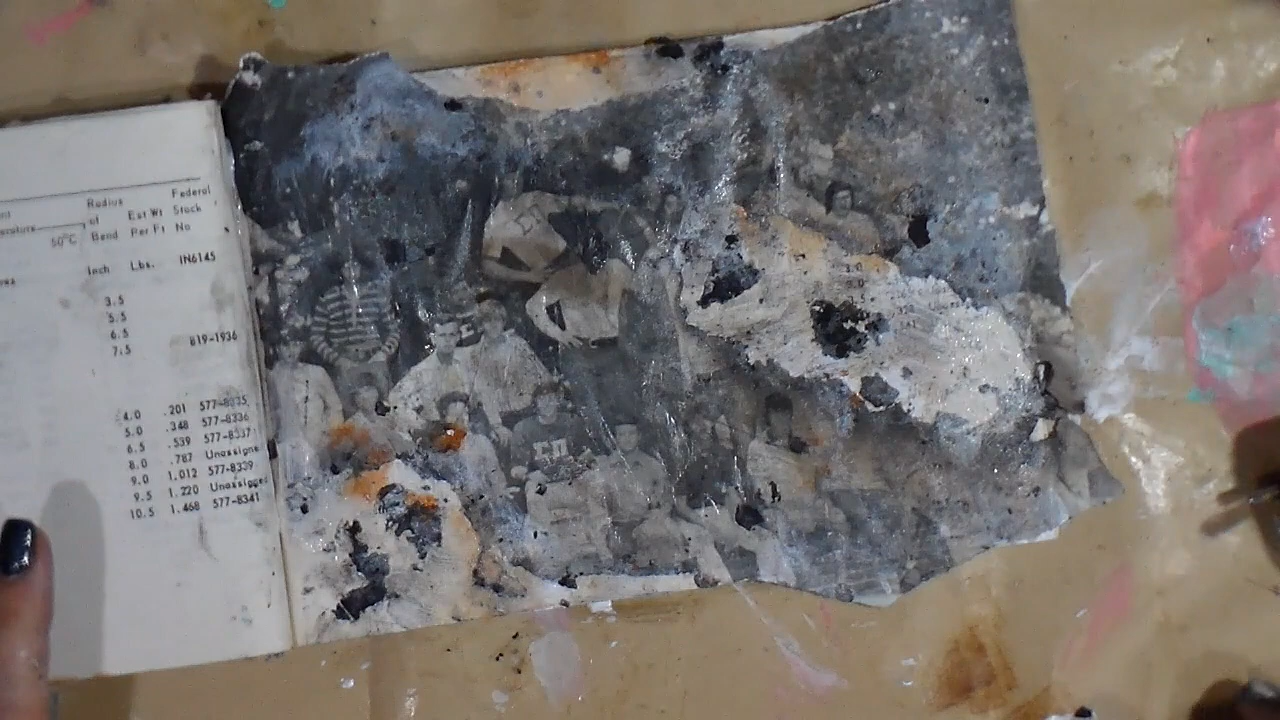 Federal
Radius Stock
of Est Wt No
50°C Bend Per Ft
Inch Lbs. IN6145
3.5
5.5
6.5
7.5 819-1936
4.0 .201 577-8335
5.0 .348 577-8336
6.5 .539 577-8337
8.0 .787 Unassigne
9.0 1.012 577-8339
9.5 1.220 Unassigned
10.5 1.468 577-8341
ΣΠ